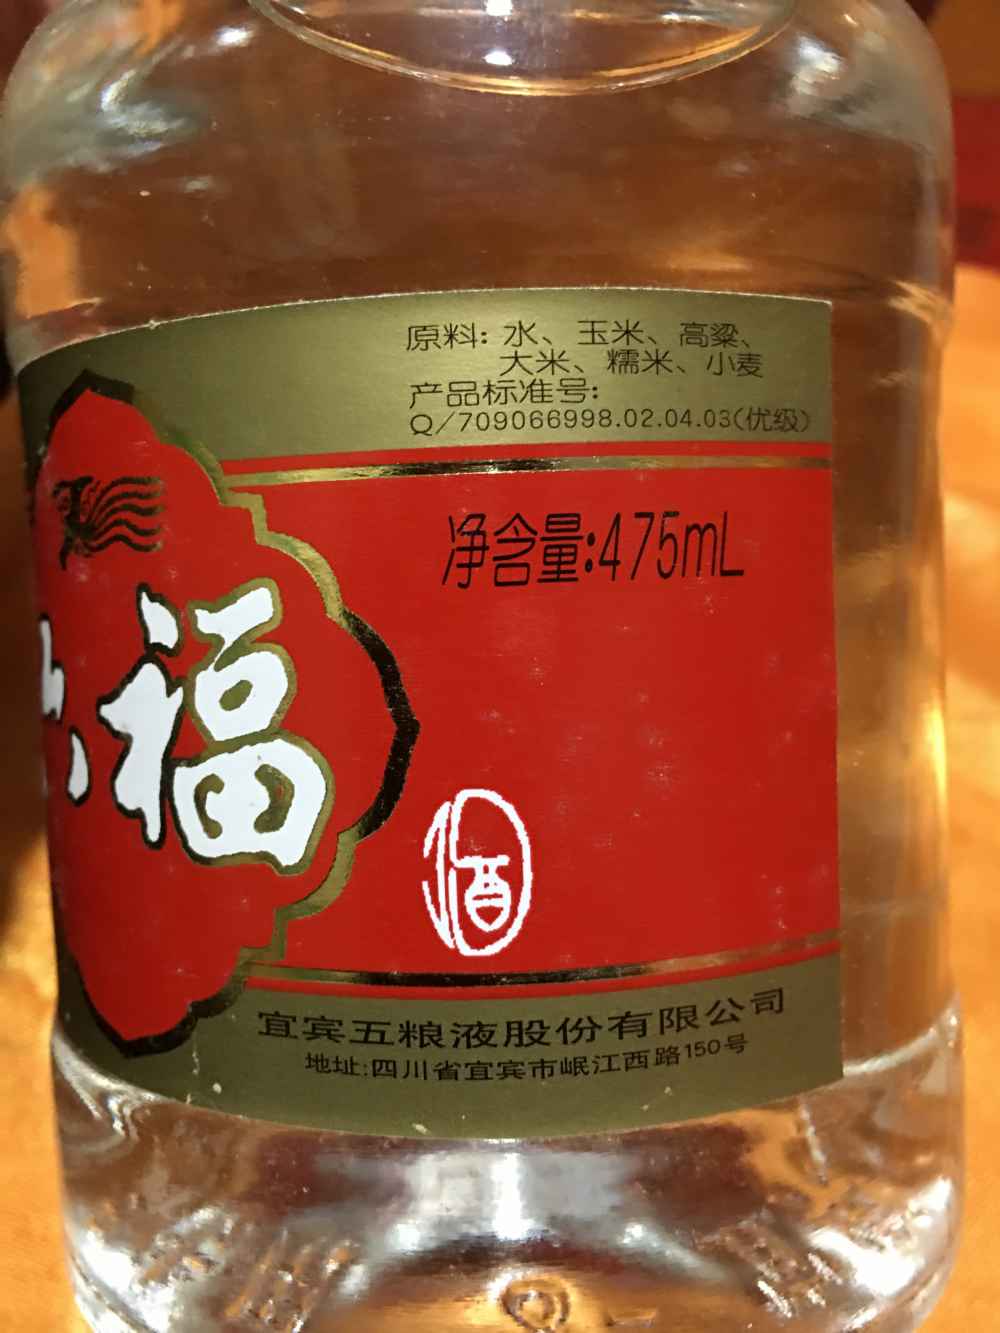 原料: 水、玉米、高粱、
大米、糯米、小麦
产品标准号:
Q/709066998.02.04.03(优级)
净含量:475mL
福
酒
宜宾五粮液股份有限公司
地址:四川省宜宾市岷江西路150号